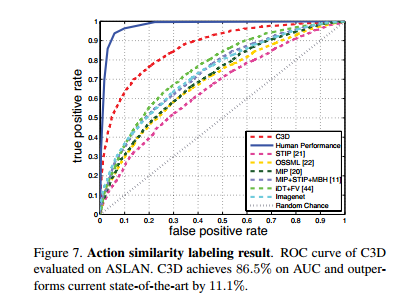 true positive rate
1
0.9
0.8
0.7
0.6
0.5
0.4
0.3
0.2
0.1
0
0 0.1 0.2 0.3 0.4 0.5 0.6 0.7 0.8 0.9 1
false positive rate
C3D
Human Performance
STIP [21]
OSSML [22]
MIP [20]
MIP+STIP+MBH [11]
iDT+FV [44]
Imagenet
Random Chance
Figure 7. Action similarity labeling result. ROC curve of C3D
evaluated on ASLAN. C3D achieves 86.5% on AUC and outper-
forms current state-of-the-art by 11.1%.